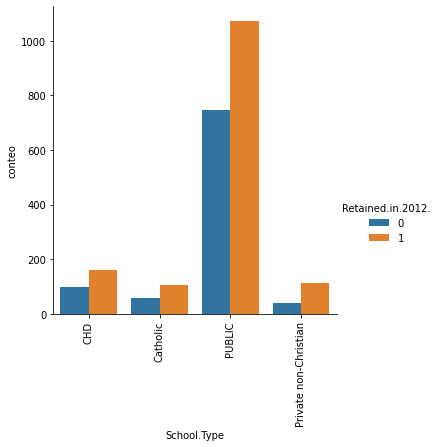 conteo
1000
800
600
400
200
0
CHD
Catholic
PUBLIC
Private non-Christian
School.Type
Retained.in.2012.
0
1